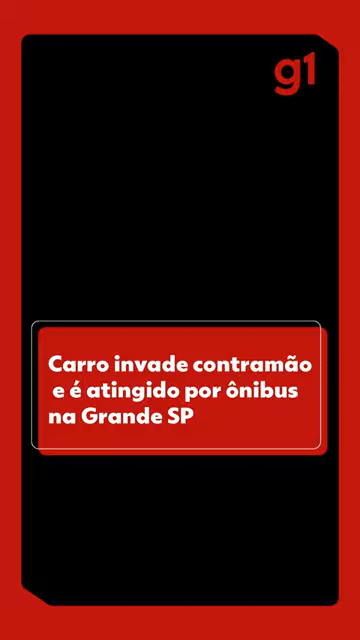 g1
Carro invade contramão
e é atingido por ônibus
na Grande SP